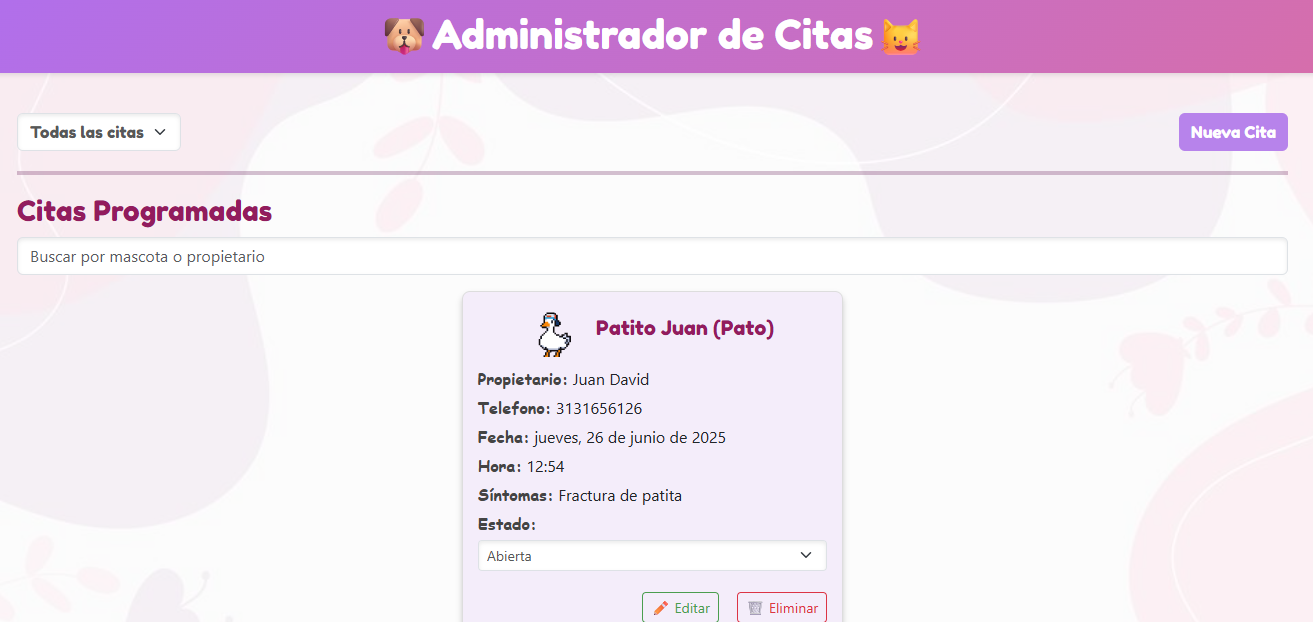 Administrador de Citas
Todas las citas
Nueva Cita
Citas Programadas
Buscar por mascota o propietario
Patito Juan (Pato)
Propietario: Juan David
Telefono: 3131656126
Fecha: jueves, 26 de junio de 2025
Hora: 12:54
Síntomas: Fractura de patita
Estado:
Abierta
Editar
Eliminar